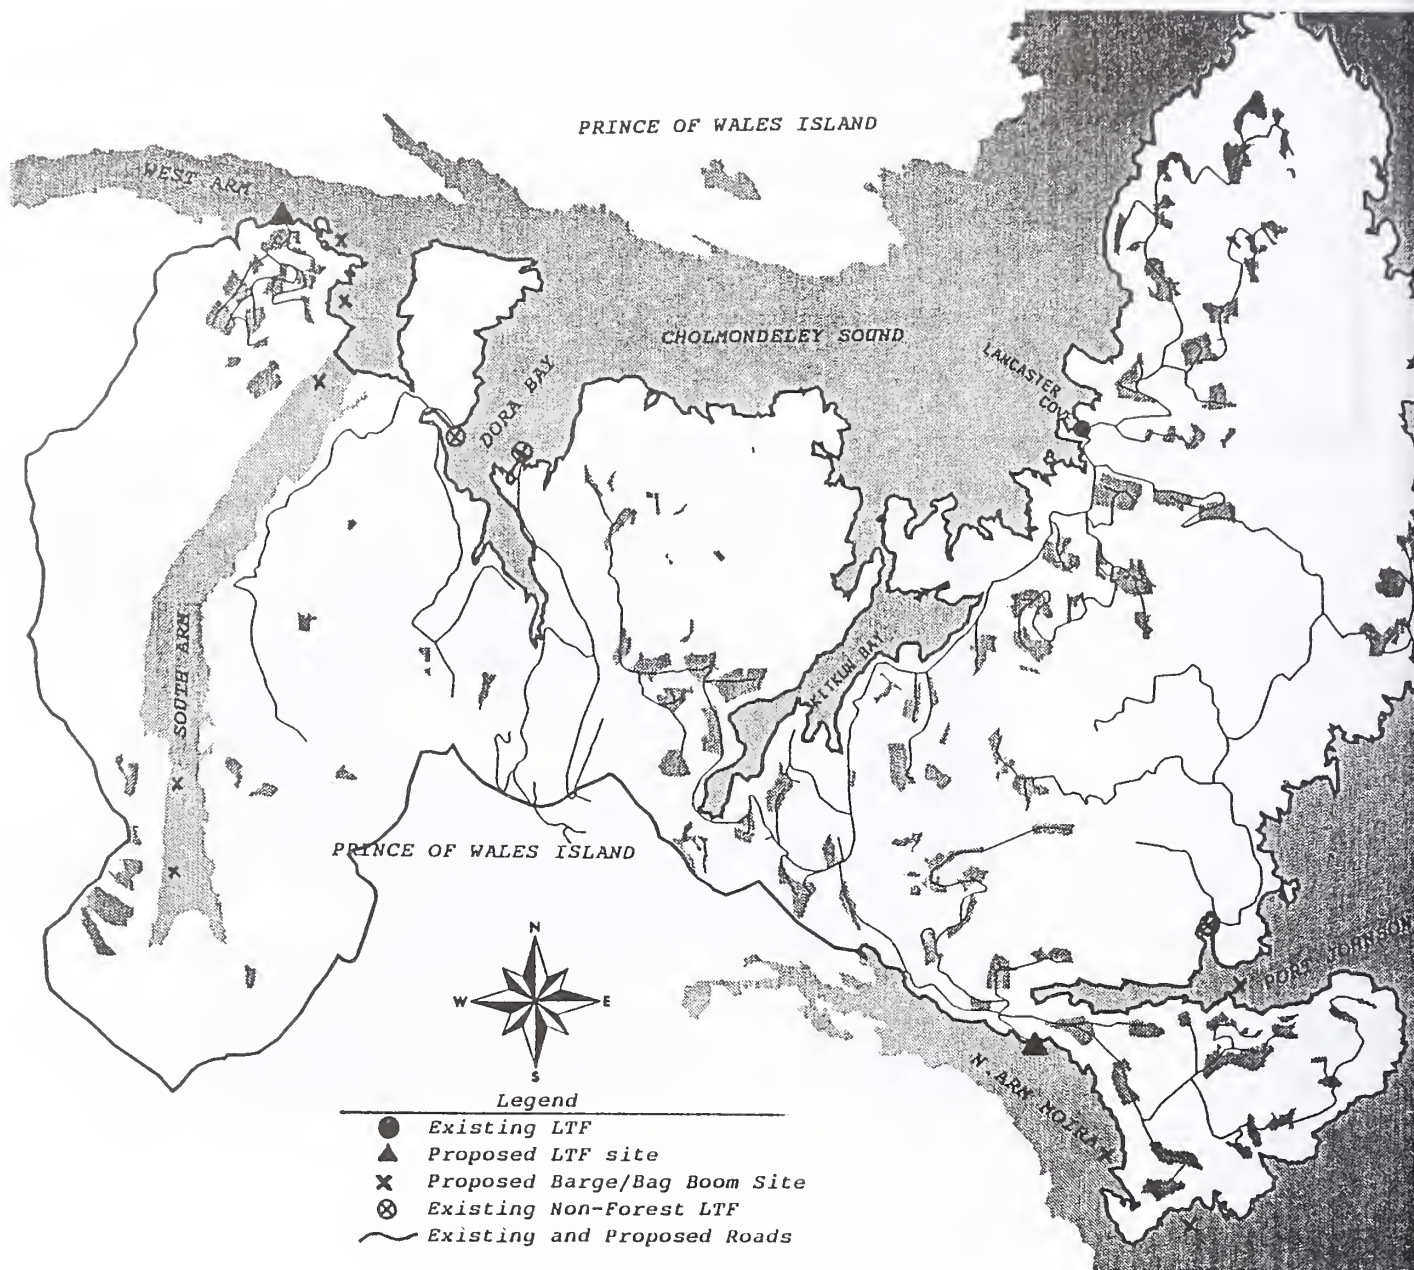 PRINCE OF WALES ISLAND
WEST ARM
CHOLMONDELEY SOUND
LANCASTER
COVE
DORA BAY
KITKUN BAY
SOUTH ARM
PRINCE OF WALES ISLAND
PORT JOHNSON
N. ARM MOIRA
N
W
E
S
Legend
Existing LTF
Proposed LTF site
Proposed Barge/Bag Boom Site
Existing Non-Forest LTF
Existing and Proposed Roads